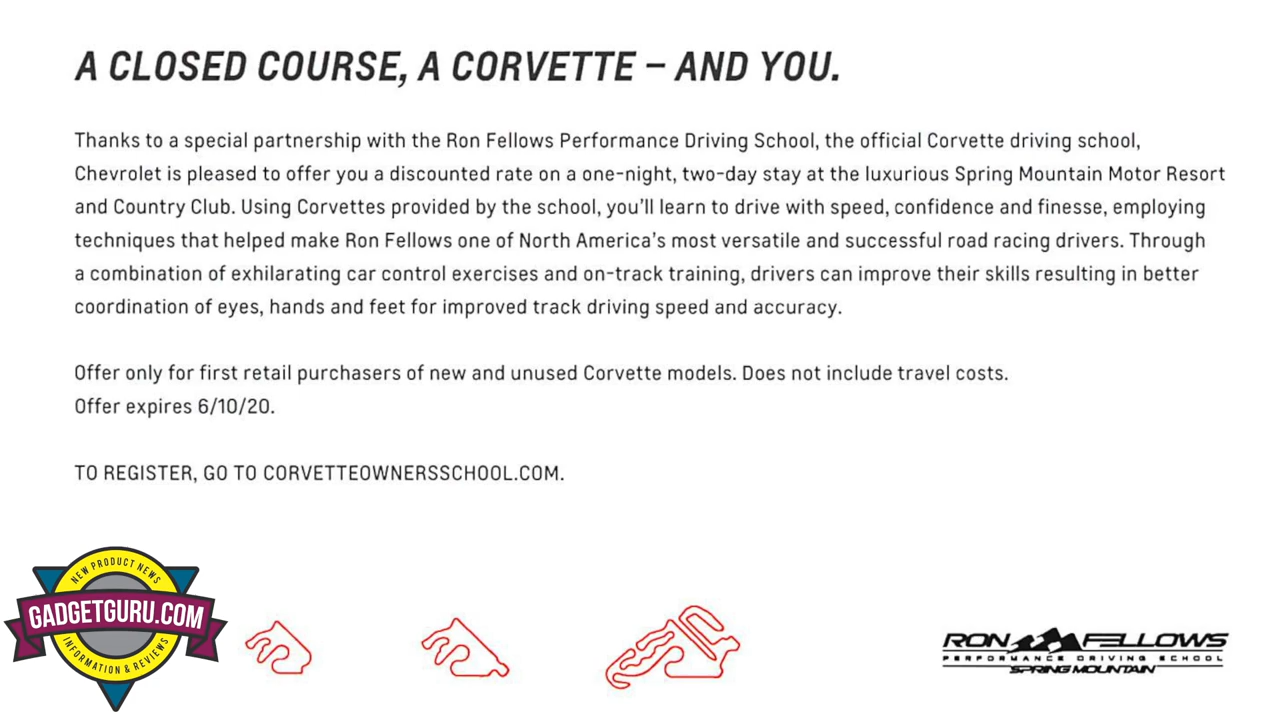 A CLOSED COURSE, A CORVETTE – AND YOU.
Thanks to a special partnership with the Ron Fellows Performance Driving School, the official Corvette driving school,
Chevrolet is pleased to offer you a discounted rate on a one-night, two-day stay at the luxurious Spring Mountain Motor Resort
and Country Club. Using Corvettes provided by the school, you'll learn to drive with speed, confidence and finesse, employing
techniques that helped make Ron Fellows one of North America's most versatile and successful road racing drivers. Through
a combination of exhilarating car control exercises and on-track training, drivers can improve their skills resulting in better
coordination of eyes, hands and feet for improved track driving speed and accuracy.
Offer only for first retail purchasers of new and unused Corvette models. Does not include travel costs.
Offer expires 6/10/20.
TO REGISTER, GO TO CORVETTEOWNERSSCHOOL.COM.
NEW PRODUCT NEWS
GADGETGURU.COM
INFORMATION & REVIEWS
RON FELLOWS
PERFORMANCE DRIVING SCHOOL
SPRING MOUNTAIN